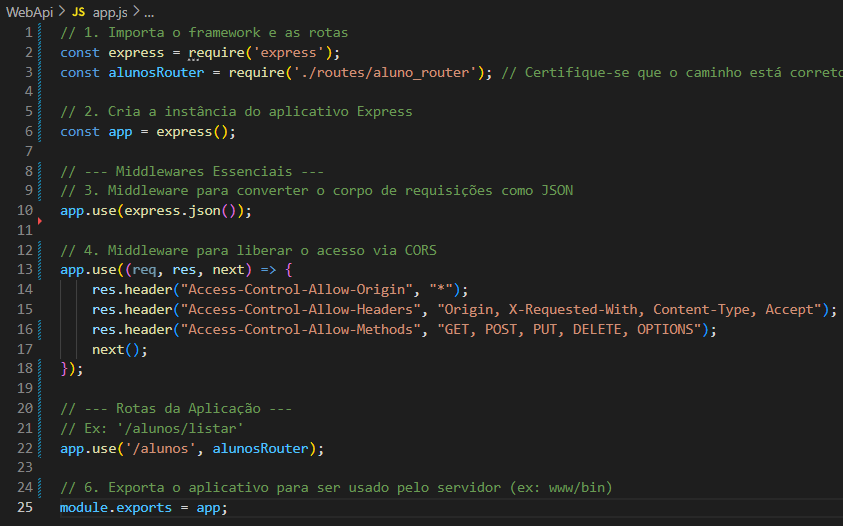 WebApi > JS app.js > ...
1 // 1. Importa o framework e as rotas
2 const express = require('express');
3 const alunosRouter = require('./routes/aluno_router'); // Certifique-se que o caminho está correto
4
5 // 2. Cria a instância do aplicativo Express
6 const app = express();
7
8 // --- Middlewares Essenciais ---
9 // 3. Middleware para converter o corpo de requisições como JSON
10 app.use(express.json());
11
12 // 4. Middleware para liberar o acesso via CORS
13 app.use((req, res, next) => {
14     res.header("Access-Control-Allow-Origin", "*");
15     res.header("Access-Control-Allow-Headers", "Origin, X-Requested-With, Content-Type, Accept");
16     res.header("Access-Control-Allow-Methods", "GET, POST, PUT, DELETE, OPTIONS");
17     next();
18 });
19
20 // --- Rotas da Aplicação ---
21 // Ex: '/alunos/listar'
22 app.use('/alunos', alunosRouter);
23
24 // 6. Exporta o aplicativo para ser usado pelo servidor (ex: www/bin)
25 module.exports = app;